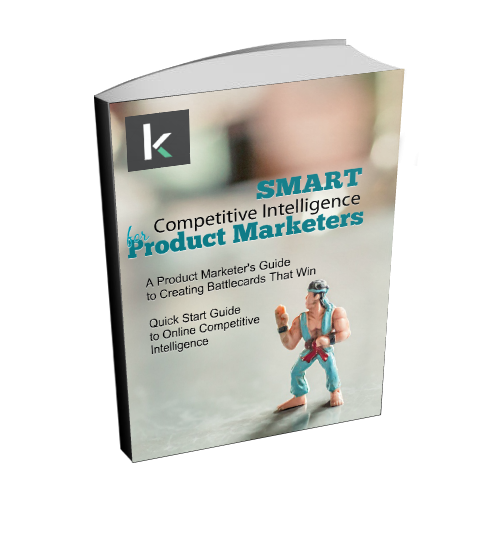 k
SMART
Competitive Intelligence
for
Product Marketers
A Product Marketer's Guide
to Creating Battlecards That Win
Quick Start Guide
to Online Competitive
Intelligence